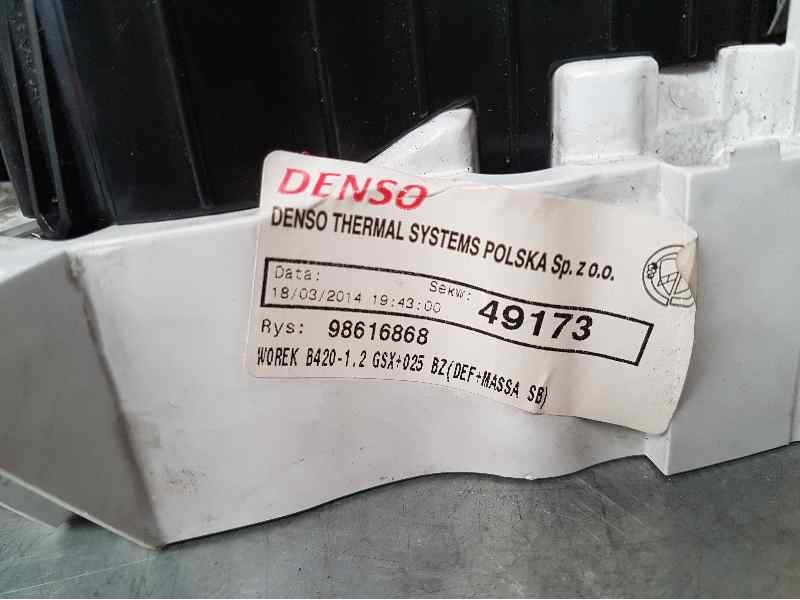 DENSO
DENSO THERMAL SYSTEMS POLSKA Sp. z o.o.
Data: Sekw:
18/03/2014 19:43:00 49173
Rys: 98616868
WOREK B420-1.2 GSX+025 BZ(DEF+MASSA SB)